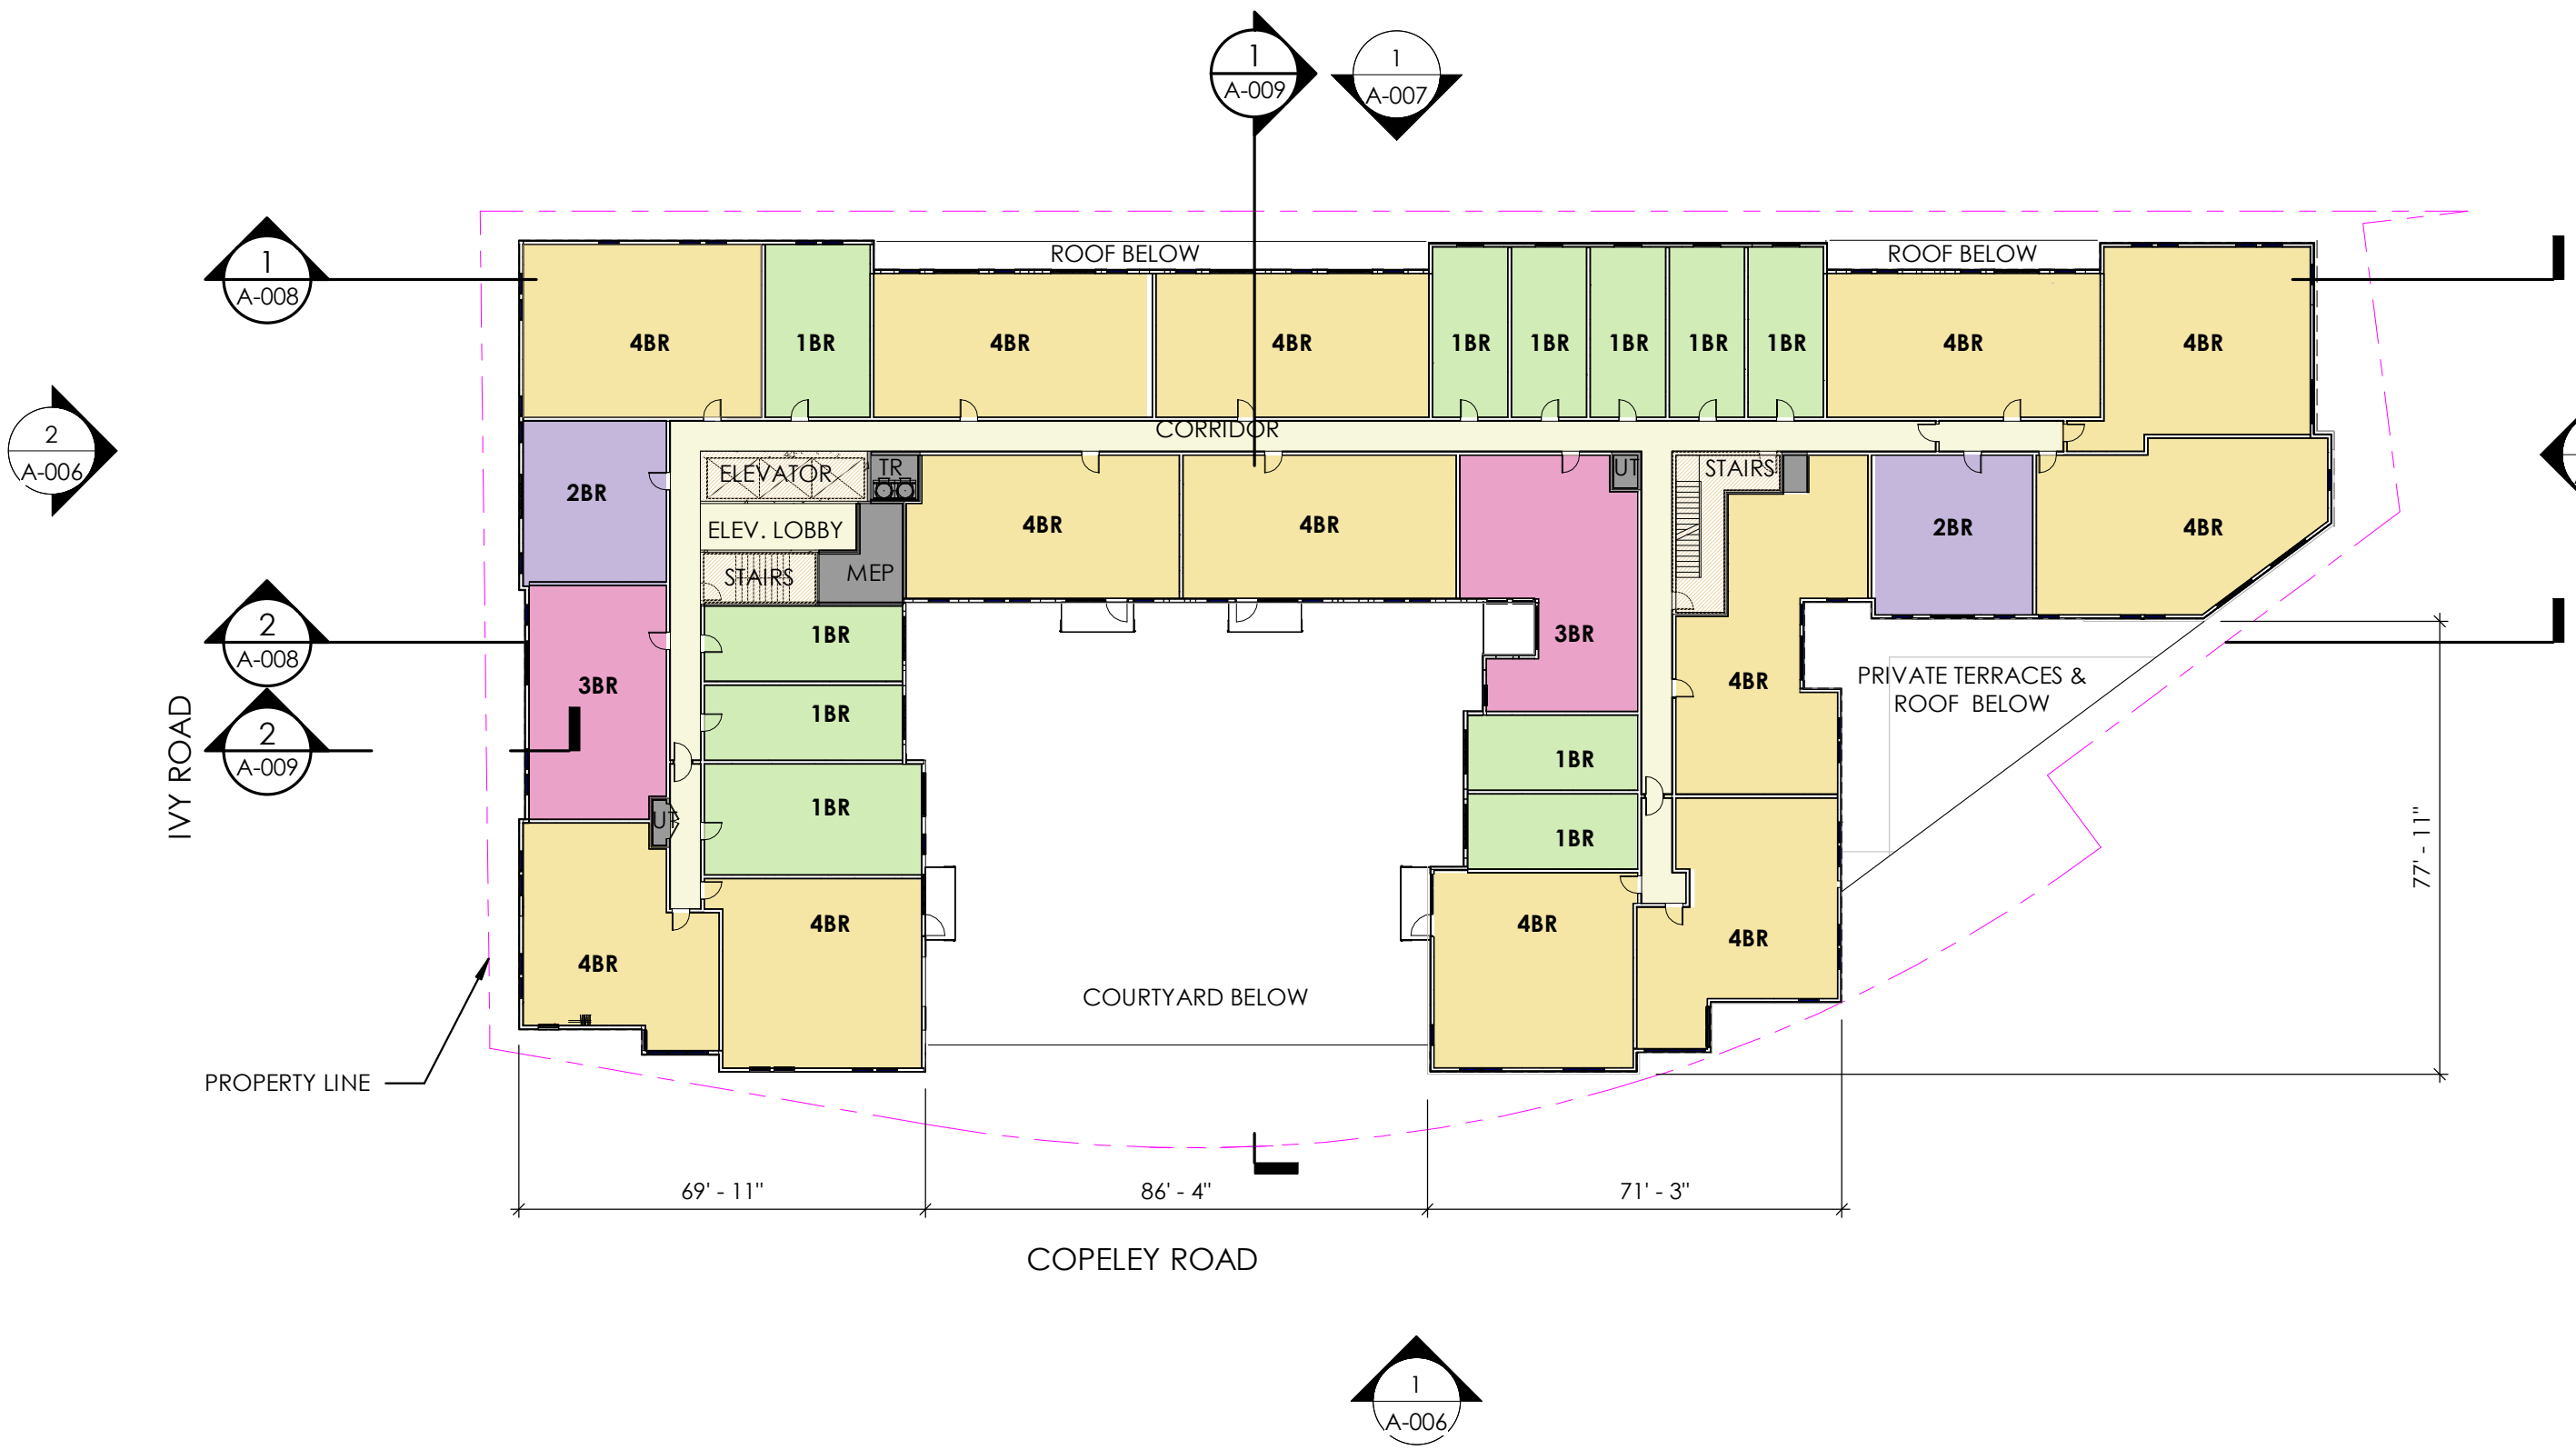 1
A-009
1
A-007
ROOF BELOW
ROOF BELOW
1
A-008
4BR
1BR
4BR
4BR
1BR
1BR
1BR
1BR
1BR
4BR
4BR
CORRIDOR
2
A-006
ELEVATOR
TR
UT
STAIRS
2BR
ELEV. LOBBY
4BR
4BR
2BR
4BR
STAIRS
MEP
1BR
3BR
2
A-008
3BR
4BR
PRIVATE TERRACES &
ROOF BELOW
1BR
2
A-009
IVY ROAD
1BR
1BR
UT
1BR
77' - 11"
4BR
4BR
4BR
4BR
COURTYARD BELOW
PROPERTY LINE
69' - 11"
86' - 4"
71' - 3"
COPELEY ROAD
1
A-006